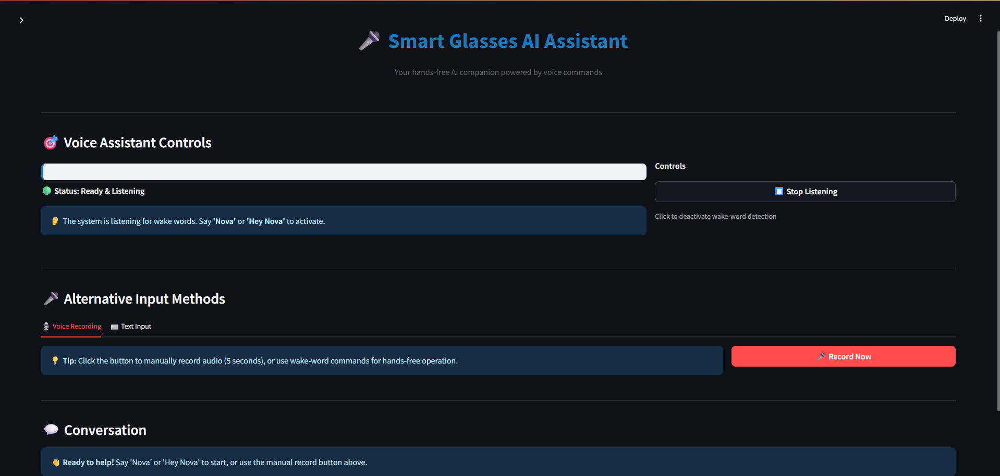 Deploy
Smart Glasses AI Assistant
Your hands-free AI companion powered by voice commands
Voice Assistant Controls
Status: Ready & Listening
The system is listening for wake words. Say 'Nova' or 'Hey Nova' to activate.
Controls
Stop Listening
Click to deactivate wake-word detection
Alternative Input Methods
Voice Recording
Text Input
Tip: Click the button to manually record audio (5 seconds), or use wake-word commands for hands-free operation.
Record Now
Conversation
Ready to help! Say 'Nova' or 'Hey Nova' to start, or use the manual record button above.